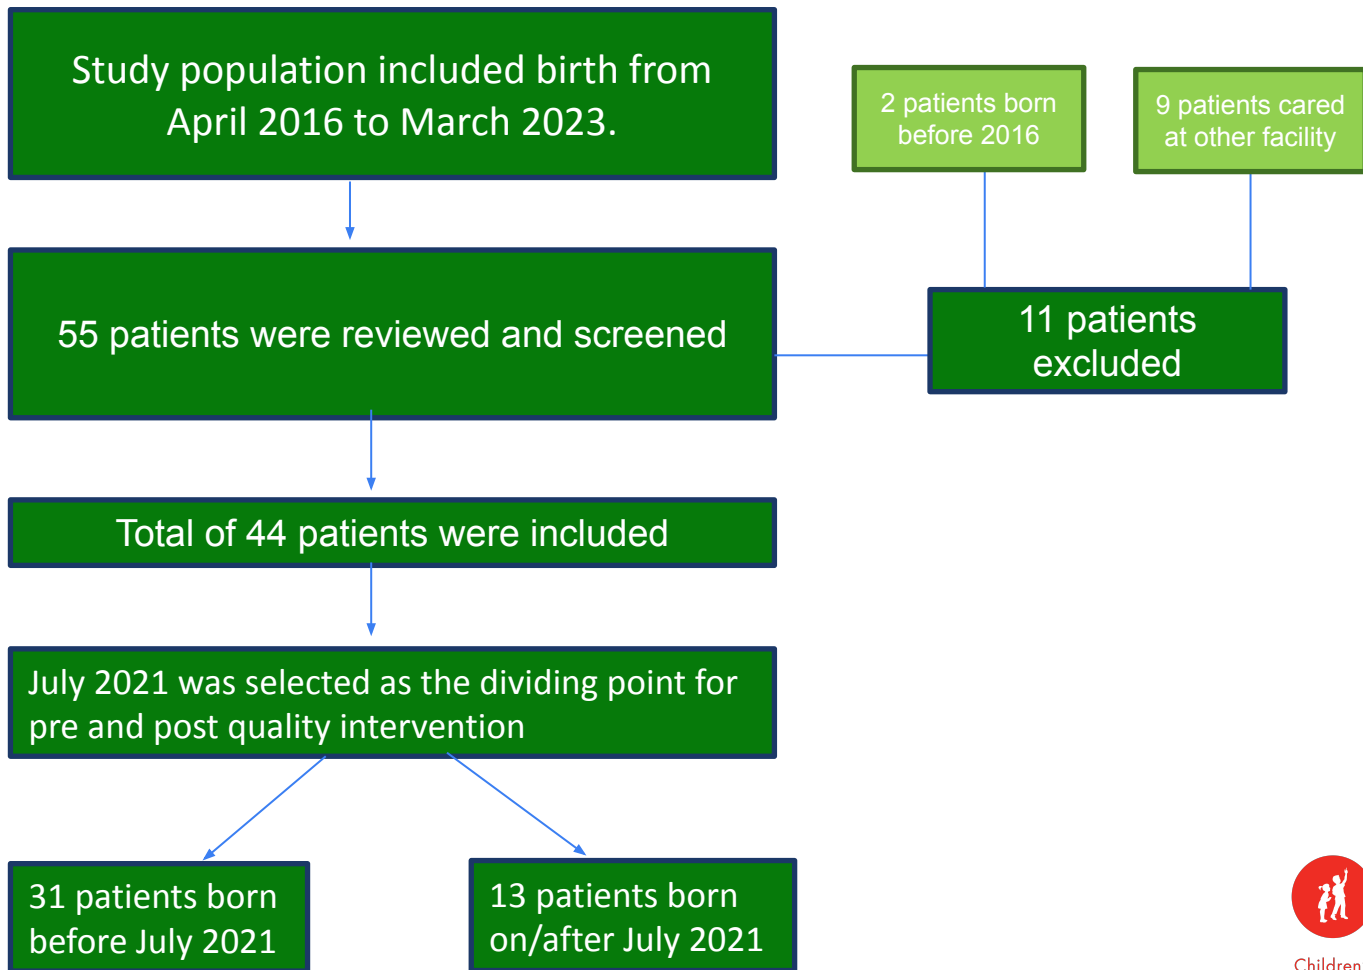 Study population included birth from
April 2016 to March 2023.
2 patients born
before 2016
9 patients cared
at other facility
55 patients were reviewed and screened
11 patients
excluded
Total of 44 patients were included
July 2021 was selected as the dividing point for
pre and post quality intervention
31 patients born
before July 2021
13 patients born
on/after July 2021
Children